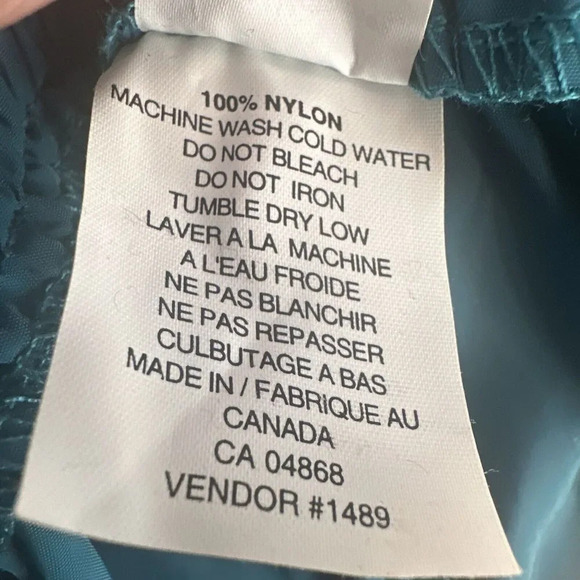 100% NYLON
MACHINE WASH COLD WATER
DO NOT BLEACH
DO NOT IRON
TUMBLE DRY LOW
LAVER A LA MACHINE
A L'EAU FROIDE
NE PAS BLANCHIR
NE PAS REPASSER
CULBUTAGE A BAS
MADE IN / FABRIQUE AU
CANADA
CA 04868
VENDOR #1489